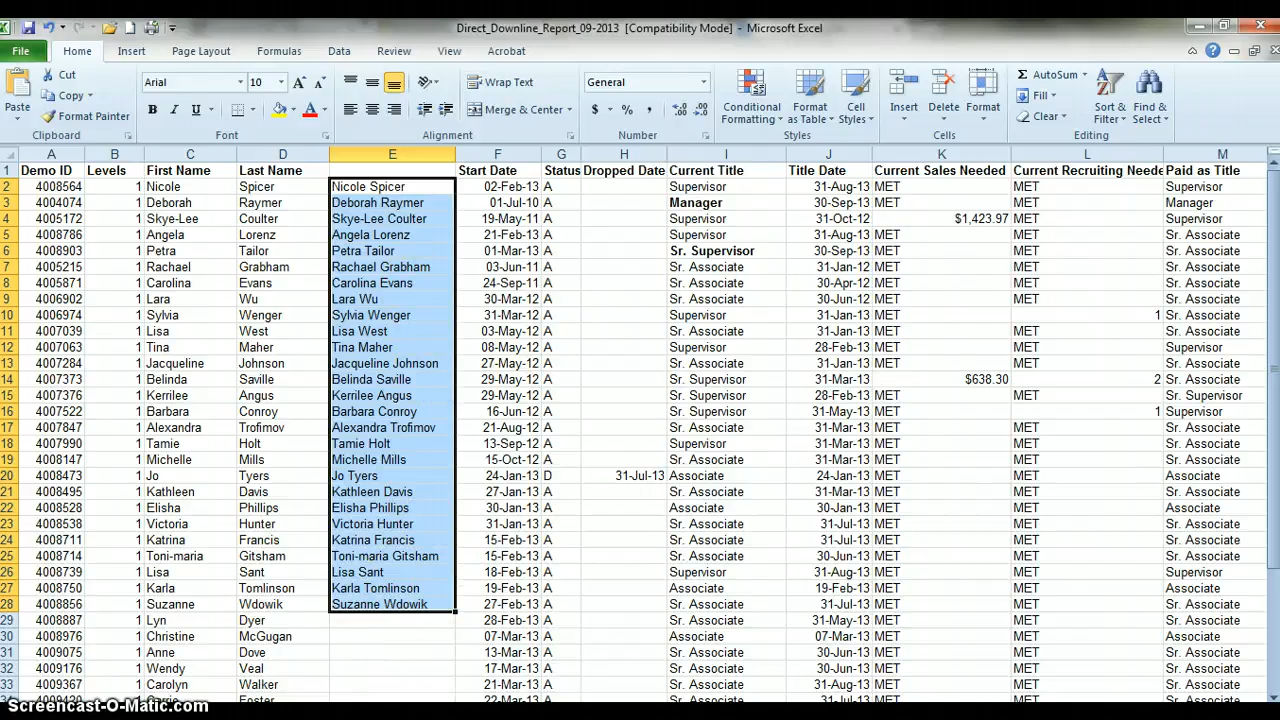 Direct_Downline_Report_09-2013 [Compatibility Mode] - Microsoft Excel
File Home Insert Page Layout Formulas Data Review View Acrobat
Paste Cut Copy Format Painter Clipboard
Arial 10 Font
Wrap Text Merge & Center Alignment
General Number
Conditional Formatting Format as Table Cell Styles Styles
Insert Delete Format Cells
AutoSum Fill Clear Sort & Filter Find & Select Editing
A B C D E F G H I J K L M
1 Demo ID Levels First Name Last Name Start Date Status Dropped Date Current Title Title Date Current Sales Needed Current Recruiting Neede Paid as Title
2 4008564 1 Nicole Spicer Nicole Spicer 02-Feb-13 A Supervisor 31-Aug-13 MET MET Supervisor
3 4004074 1 Deborah Raymer Deborah Raymer 01-Jul-10 A Manager 30-Sep-13 MET MET Manager
4 4005172 1 Skye-Lee Coulter Skye-Lee Coulter 19-May-11 A Supervisor 31-Oct-12 $1,423.97 MET Supervisor
5 4008786 1 Angela Lorenz Angela Lorenz 21-Feb-13 A Supervisor 31-Aug-13 MET MET Sr. Associate
6 4008903 1 Petra Tailor Petra Tailor 01-Mar-13 A Sr. Supervisor 30-Sep-13 MET MET Sr. Associate
7 4005215 1 Rachael Grabham Rachael Grabham 03-Jun-11 A Sr. Associate 31-Jan-12 MET MET Sr. Associate
8 4005871 1 Carolina Evans Carolina Evans 24-Sep-11 A Sr. Associate 30-Apr-12 MET MET Sr. Associate
9 4006902 1 Lara Wu Lara Wu 30-Mar-12 A Sr. Associate 30-Jun-12 MET MET Sr. Associate
10 4006974 1 Sylvia Wenger Sylvia Wenger 31-Mar-12 A Supervisor 31-Jan-13 MET 1 Sr. Associate
11 4007039 1 Lisa West Lisa West 03-May-12 A Sr. Associate 31-Jan-13 MET MET Sr. Associate
12 4007063 1 Tina Maher Tina Maher 08-May-12 A Supervisor 28-Feb-13 MET MET Supervisor
13 4007284 1 Jacqueline Johnson Jacqueline Johnson 27-May-12 A Sr. Associate 31-Jan-13 MET MET Sr. Associate
14 4007373 1 Belinda Saville Belinda Saville 29-May-12 A Sr. Supervisor 31-Mar-13 $638.30 2 Sr. Associate
15 4007376 1 Kerrilee Angus Kerrilee Angus 29-May-12 A Sr. Supervisor 28-Feb-13 MET MET Sr. Supervisor
16 4007522 1 Barbara Conroy Barbara Conroy 16-Jun-12 A Sr. Supervisor 31-May-13 MET 1 Supervisor
17 4007847 1 Alexandra Trofimov Alexandra Trofimov 21-Aug-12 A Sr. Associate 31-Mar-13 MET MET Sr. Associate
18 4007990 1 Tamie Holt Tamie Holt 13-Sep-12 A Supervisor 31-Mar-13 MET MET Sr. Associate
19 4008147 1 Michelle Mills Michelle Mills 15-Oct-12 A Sr. Associate 31-Mar-13 MET MET Sr. Associate
20 4008473 1 Jo Tyers Jo Tyers 24-Jan-13 D 31-Jul-13 Associate 24-Jan-13 MET MET Associate
21 4008495 1 Kathleen Davis Kathleen Davis 27-Jan-13 A Sr. Associate 31-Mar-13 MET MET Sr. Associate
22 4008528 1 Elisha Phillips Elisha Phillips 30-Jan-13 A Associate 30-Jan-13 MET MET Associate
23 4008538 1 Victoria Hunter Victoria Hunter 31-Jan-13 A Sr. Associate 31-Jul-13 MET MET Sr. Associate
24 4008711 1 Katrina Francis Katrina Francis 15-Feb-13 A Sr. Associate 31-Jul-13 MET MET Sr. Associate
25 4008714 1 Toni-maria Gitsham Toni-maria Gitsham 15-Feb-13 A Sr. Associate 30-Jun-13 MET MET Sr. Associate
26 4008739 1 Lisa Sant Lisa Sant 18-Feb-13 A Supervisor 31-Aug-13 MET MET Supervisor
27 4008750 1 Karla Tomlinson Karla Tomlinson 19-Feb-13 A Associate 19-Feb-13 MET MET Associate
28 4008856 1 Suzanne Wdowik Suzanne Wdowik 27-Feb-13 A Sr. Associate 31-Jul-13 MET MET Sr. Associate
29 4008887 1 Lyn Dyer 28-Feb-13 A Sr. Associate 31-May-13 MET MET Sr. Associate
30 4008976 1 Christine McGugan 07-Mar-13 A Associate 07-Mar-13 MET MET Associate
31 4009075 1 Anne Dove 13-Mar-13 A Sr. Associate 30-Jun-13 MET MET Sr. Associate
32 4009176 1 Wendy Veal 17-Mar-13 A Sr. Associate 30-Jun-13 MET MET Sr. Associate
33 4009367 1 Carolyn Walker 21-Mar-13 A Sr. Associate 31-Aug-13 MET MET Sr. Associate
Screencast-O-Matic.com